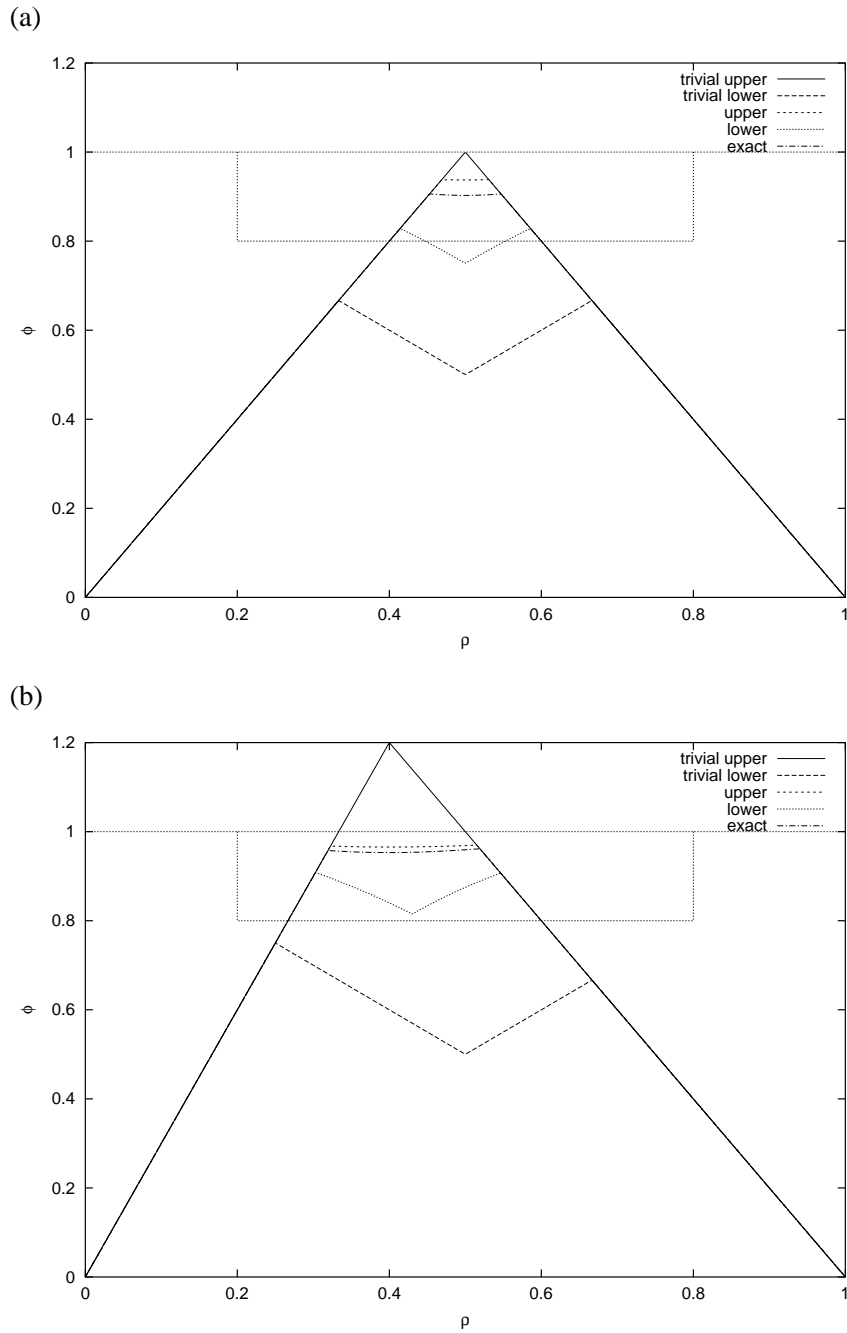 (a)
1.2
1
0.8
0.6
0.4
0.2
0
ϕ
trivial upper
trivial lower
upper
lower
exact
0 0.2 0.4 0.6 0.8 1
ρ
(b)
1.2
1
0.8
0.6
0.4
0.2
0
ϕ
trivial upper
trivial lower
upper
lower
exact
0 0.2 0.4 0.6 0.8 1
ρ